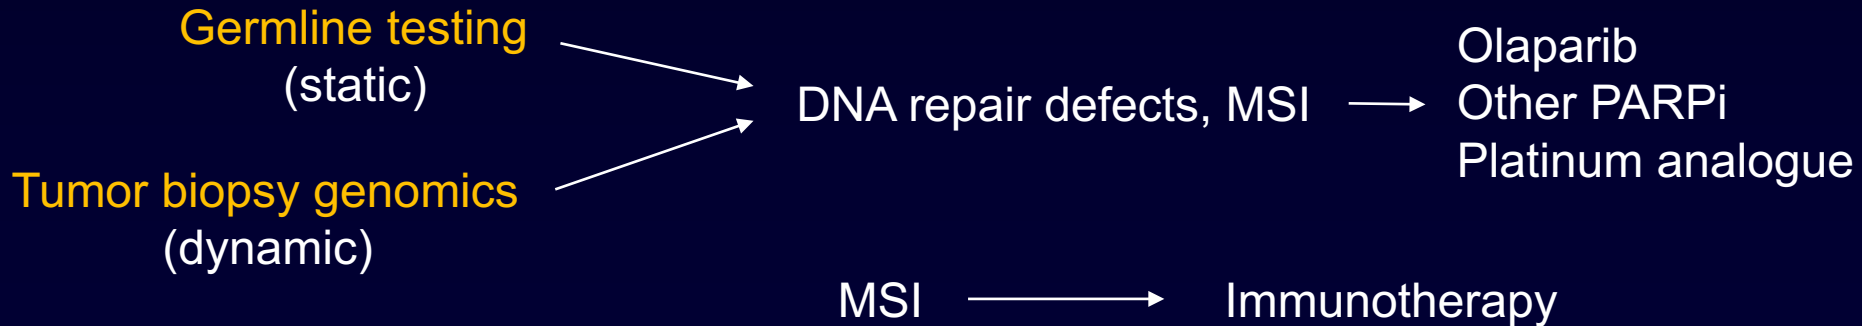 Germline testing
(static)
Tumor biopsy genomics
(dynamic)
DNA repair defects, MSI
Olaparib
Other PARPi
Platinum analogue
MSI
Immunotherapy